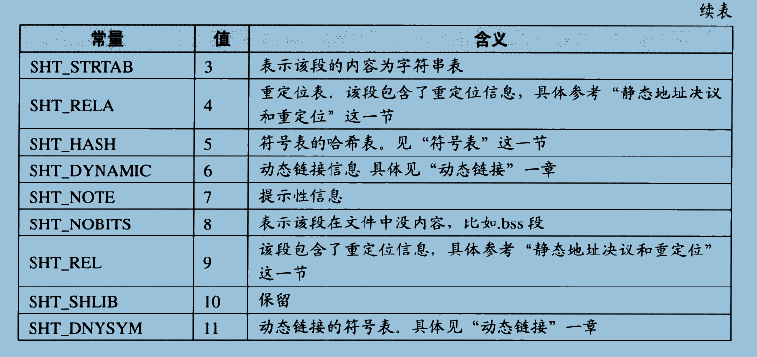 续表
常量 值 含义
SHT_STRTAB 3 表示该段的内容为字符串表
SHT_RELA 4 重定位表。该段包含了重定位信息，具体参考“静态地址决议
和重定位”这一节
SHT_HASH 5 符号表的哈希表。见“符号表”这一节
SHT_DYNAMIC 6 动态链接信息 具体见“动态链接”一章
SHT_NOTE 7 提示性信息
SHT_NOBITS 8 表示该段在文件中没内容，比如.bss 段
SHT_REL 9 该段包含了重定位信息，具体参考“静态地址决议和重定位”
这一节
SHT_SHLIB 10 保留
SHT_DNYSYM 11 动态链接的符号表。具体见“动态链接”一章